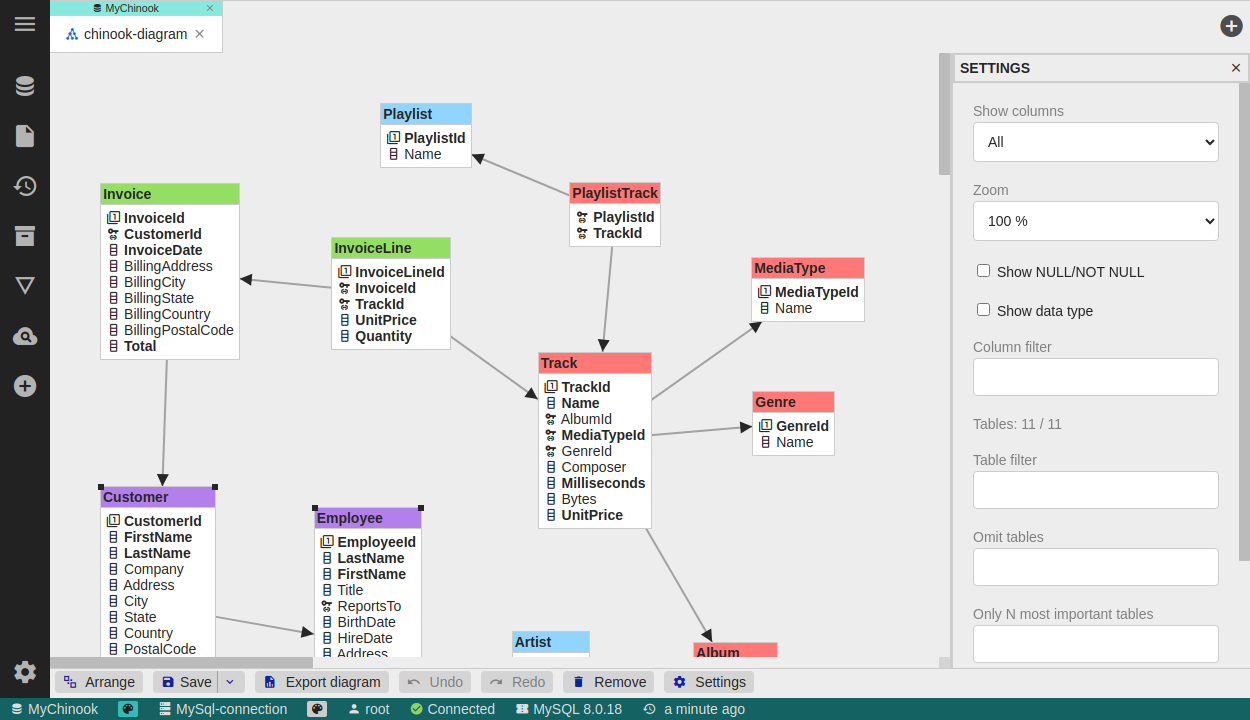 MyChinook
chinook-diagram
SETTINGS
Show columns
All
Zoom
100 %
Show NULL/NOT NULL
Show data type
Column filter
Tables: 11 / 11
Table filter
Omit tables
Only N most important tables
Playlist
PlaylistId
Name
PlaylistTrack
PlaylistId
TrackId
Invoice
InvoiceId
CustomerId
InvoiceDate
BillingAddress
BillingCity
BillingState
BillingCountry
BillingPostalCode
Total
InvoiceLine
InvoiceLineId
InvoiceId
TrackId
UnitPrice
Quantity
MediaType
MediaTypeId
Name
Track
TrackId
Name
AlbumId
MediaTypeId
GenreId
Composer
Milliseconds
Bytes
UnitPrice
Genre
GenreId
Name
Customer
CustomerId
FirstName
LastName
Company
Address
City
State
Country
PostalCode
Employee
EmployeeId
LastName
FirstName
Title
ReportsTo
BirthDate
HireDate
Address
Artist
Album
Arrange
Save
Export diagram
Undo
Redo
Remove
Settings
MyChinook
MySql-connection
root
Connected
MySQL 8.0.18
a minute ago